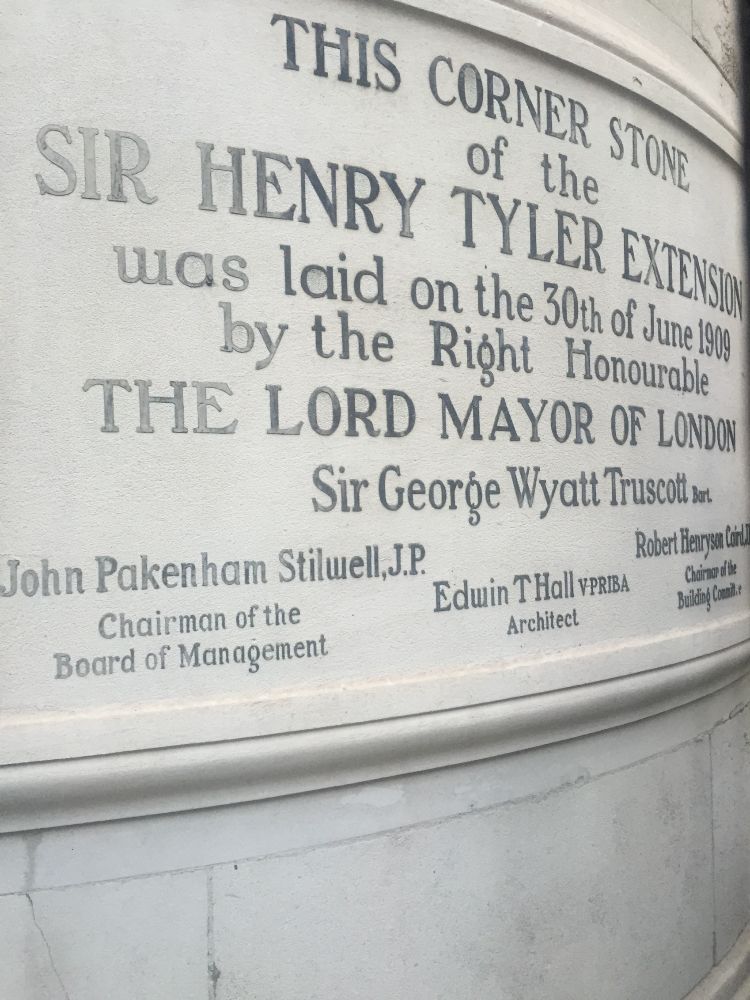 THIS CORNER STONE
of the
SIR HENRY TYLER EXTENSION
was laid on the 30th of June 1909
by the Right Honourable
THE LORD MAYOR OF LONDON
Sir George Wyatt Truscott Bart.
John Pakenham Stilwell, J.P.
Chairman of the
Board of Management
Edwin T Hall V-PRIBA
Architect
Robert Henryson Caird
Chairman of the
Building Committee